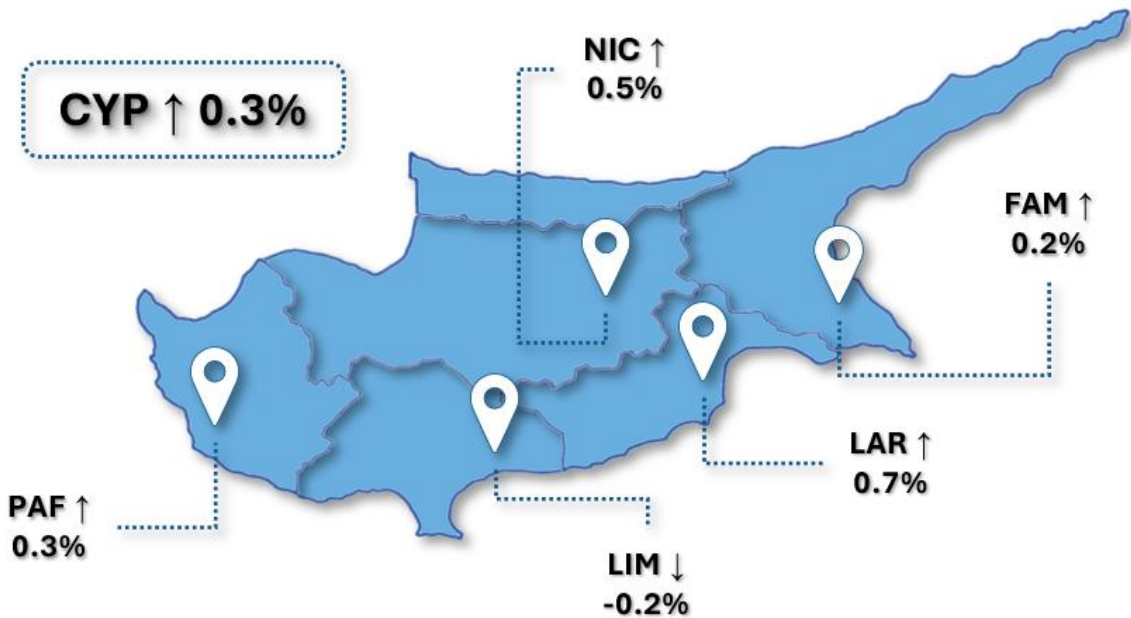 CYP ↑ 0.3%
NIC ↑
0.5%
FAM ↑
0.2%
LAR ↑
0.7%
PAF ↑
0.3%
LIM ↓
-0.2%